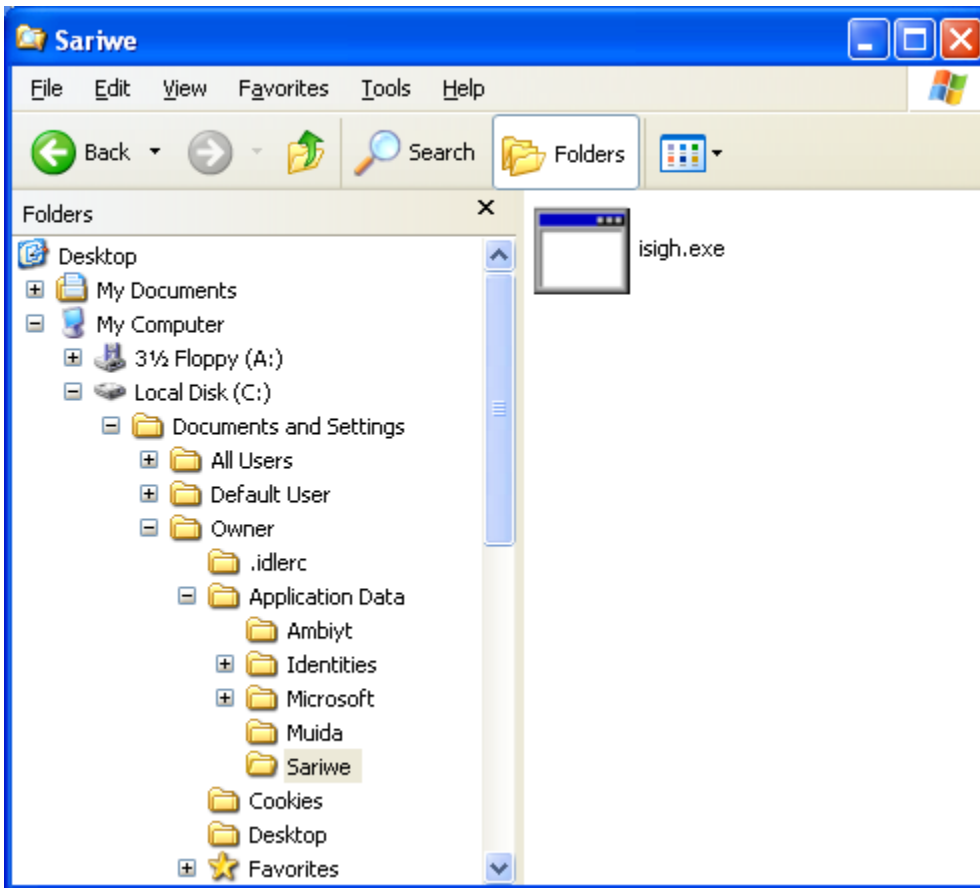 Sariwe
File Edit View Favorites Tools Help
Back Search Folders
Folders
isigh.exe
Desktop
My Documents
My Computer
3½ Floppy (A:)
Local Disk (C:)
Documents and Settings
All Users
Default User
Owner
.idlerc
Application Data
Ambiyt
Identities
Microsoft
Muida
Sariwe
Cookies
Desktop
Favorites